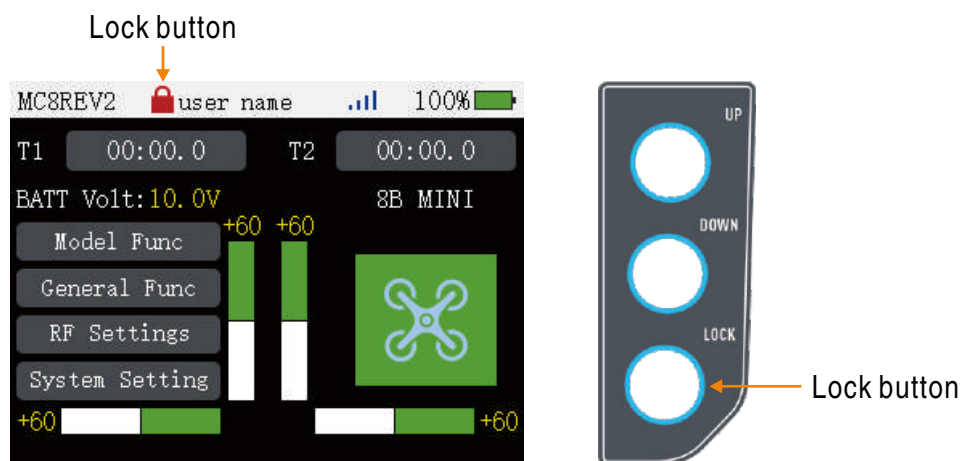 Lock button
MC8REV2 user name 100%
T1 00:00.0 T2 00:00.0
BATT Volt:10.0V 8B MINI
+60 +60
Model Func
General Func
RF Settings
System Setting
+60 +60
UP
DOWN
LOCK
Lock button